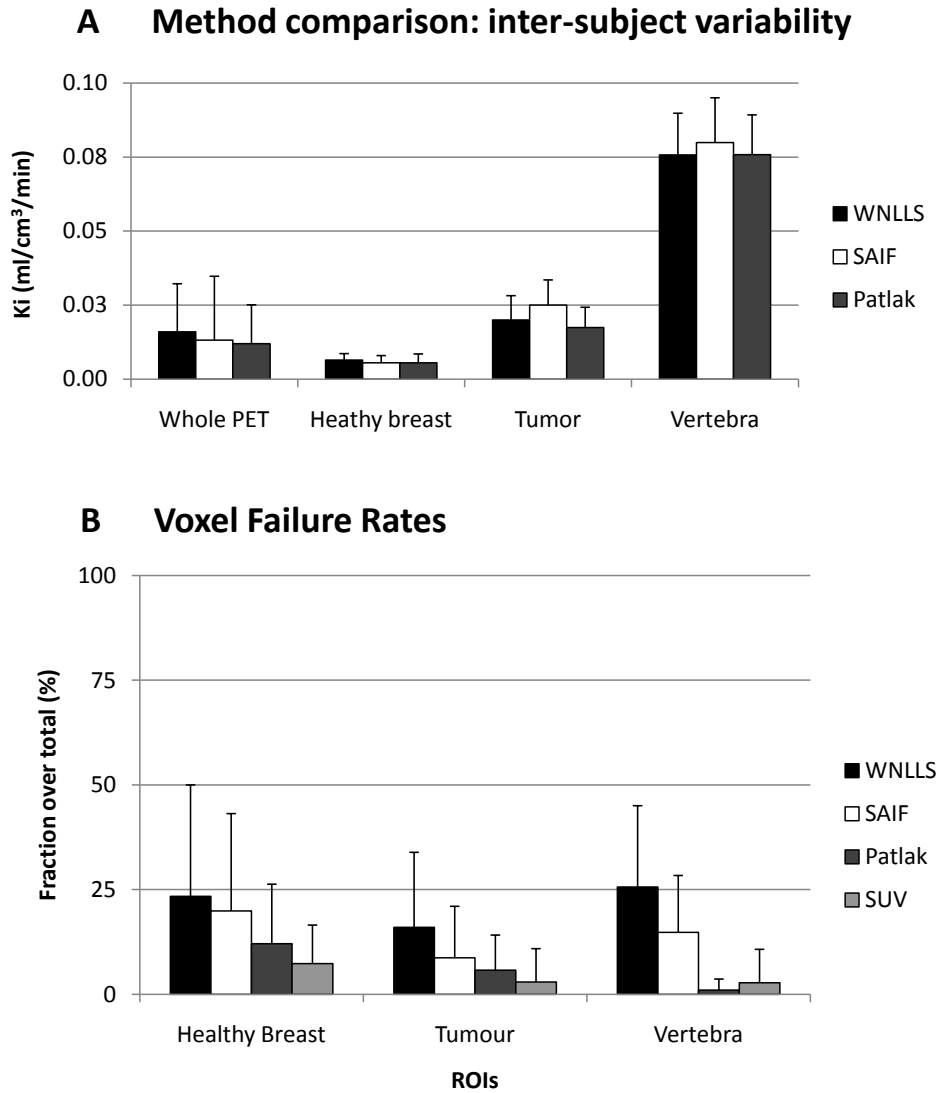 A Method comparison: inter-subject variability
0.10
0.08
0.05
0.03
0.00
Ki (ml/cm³/min)
Whole PET Heathy breast Tumor Vertebra
WNLLS
SAIF
Patlak
B Voxel Failure Rates
100
75
50
25
0
Fraction over total (%)
Healthy Breast Tumour Vertebra
ROIs
WNLLS
SAIF
Patlak
SUV